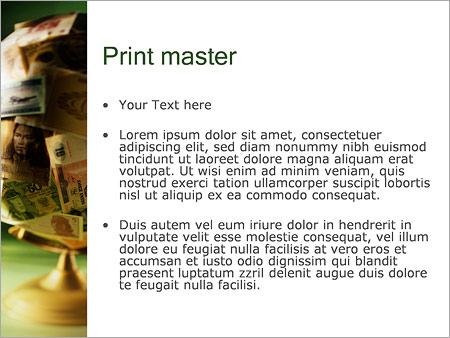 Print master
• Your Text here
• Lorem ipsum dolor sit amet, consectetuer
adipiscing elit, sed diam nonummy nibh euismod
tincidunt ut laoreet dolore magna aliquam erat
volutpat. Ut wisi enim ad minim veniam, quis
nostrud exerci tation ullamcorper suscipit lobortis
nisl ut aliquip ex ea commodo consequat.
• Duis autem vel eum iriure dolor in hendrerit in
vulputate velit esse molestie consequat, vel illum
dolore eu feugiat nulla facilisis at vero eros et
accumsan et iusto odio dignissim qui blandit
praesent luptatum zzril delenit augue duis dolore
te feugait nulla facilisi.